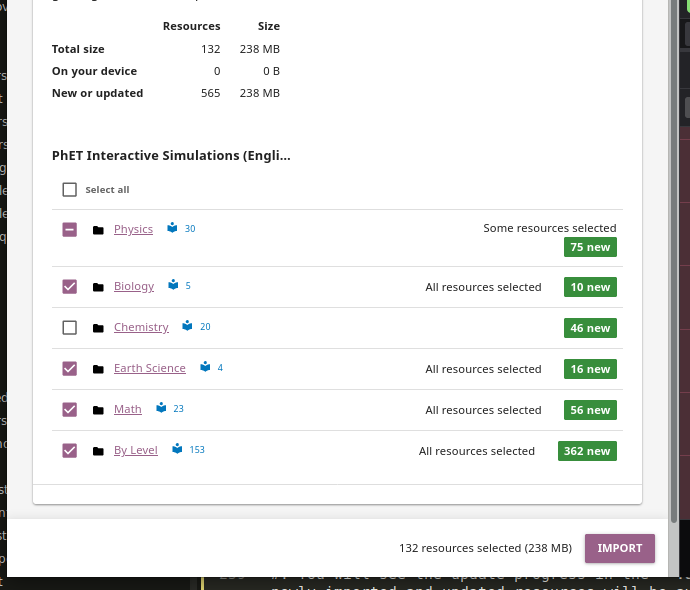 Resources Size
Total size 132 238 MB
On your device 0 0 B
New or updated 565 238 MB
PhET Interactive Simulations (Engli...
Select all
Physics 30 Some resources selected
75 new
Biology 5 All resources selected 10 new
Chemistry 20 46 new
Earth Science 4 All resources selected 16 new
Math 23 All resources selected 56 new
By Level 153 All resources selected 362 new
132 resources selected (238 MB) IMPORT